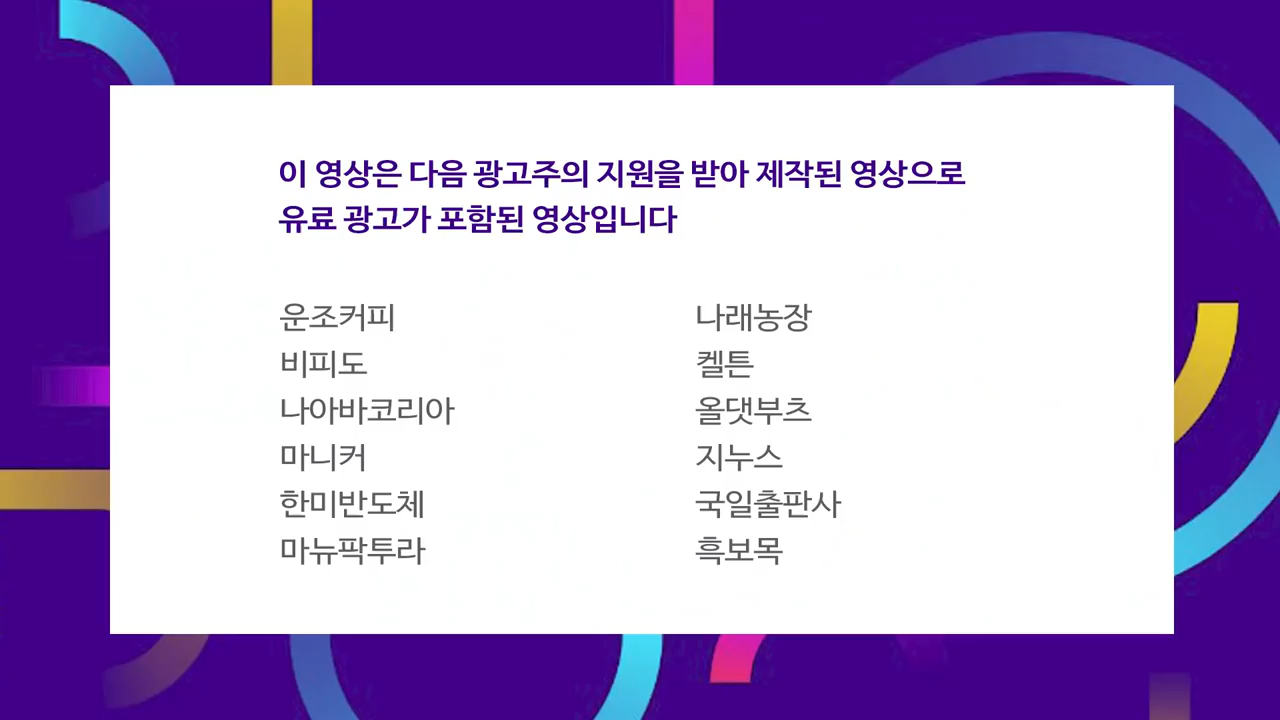 이 영상은 다음 광고주의 지원을 받아 제작된 영상으로
유료 광고가 포함된 영상입니다
운조커피
비피도
나아바코리아
마니커
한미반도체
마뉴팍투라
나래농장
켈튼
올댓부츠
지누스
국일출판사
흑보목